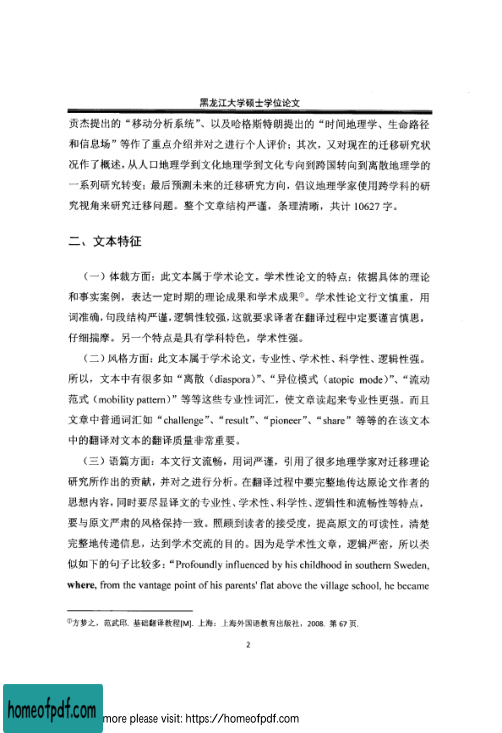 黑龙江大学硕士学位论文
贡杰提出的“移动分析系统”、以及哈格斯特朗提出的“时间地理学、生命路径
和信息场”等作了重点介绍并对之进行个人评价；其次，又对现在的迁移研究状
况作了概述，从人口地理学到文化地理学到文化专向到跨国转向到离散地理学的
一系列研究转变；最后预测未来的迁移研究方向，倡议地理学家使用跨学科的研
究视角来研究迁移问题。整个文章结构严谨，条理清晰，共计 10627 字。
二、文本特征
（一）体裁方面：此文本属于学术论文。学术性论文的特点：依据具体的理论
和事实案例，表达一定时期的理论成果和学术成果①。学术性论文行文慎重，用
词准确，句段结构严谨，逻辑性较强，这就要求译者在翻译过程中定要谨言慎思，
仔细揣摩。另一个特点是具有学科特色，学术性强。
（二）风格方面：此文本属于学术论文，专业性、学术性、科学性、逻辑性强。
所以，文本中有很多如“离散（diaspora）”、“异位模式（atopic mode）”、“流动
范式（mobility pattern）” 等等这些专业性词汇，使文章读起来专业性更强。而且
文章中普通词汇如“challenge”、“result”、“pioneer”、“share” 等等的在该文本
中的翻译对文本的翻译质量非常重要。
（三）语篇方面：本文行文流畅，用词严谨，引用了很多地理学家对迁移理论
研究所作出的贡献，并对之进行分析。在翻译过程中要完整地传达原论文作者的
思想内容，同时要尽显译文的专业性、学术性、科学性、逻辑性和流畅性等特点，
要与原文严肃的风格保持一致。照顾到读者的接受度，提高原文的可读性，清楚
完整地传递信息，达到学术交流的目的。因为是学术性文章，逻辑严密，所以类
似如下的句子比较多：“Profoundly influenced by his childhood in southern Sweden,
where, from the vantage point of his parents' flat above the village school, he became
①方梦之，范武邱. 基础翻译教程[M]. 上海：上海外国语教育出版社，2008. 第 67 页.
2
homeofpdf.com
more please visit: https://homeofpdf.com